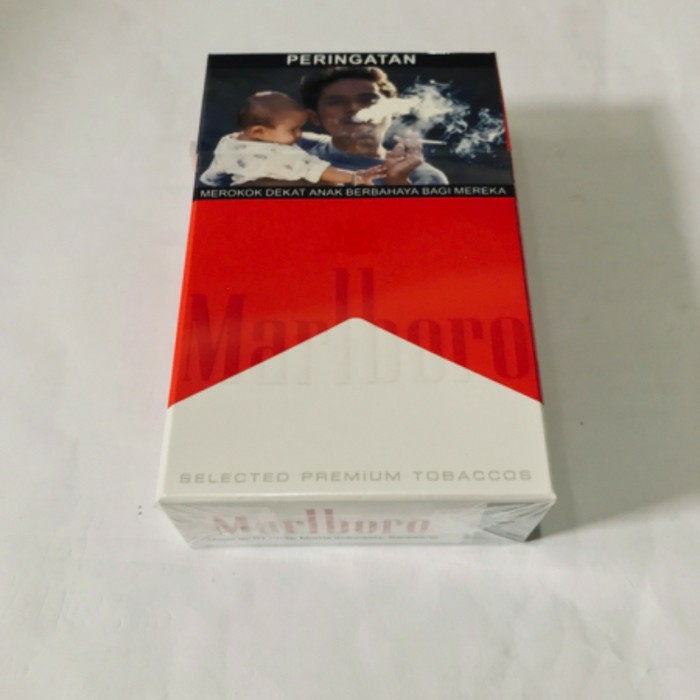 PERINGATAN
MEROKOK DEKAT ANAK BERBAHAYA BAGI MEREKA
Marlboro
SELECTED PREMIUM TOBACCOS
Marlboro